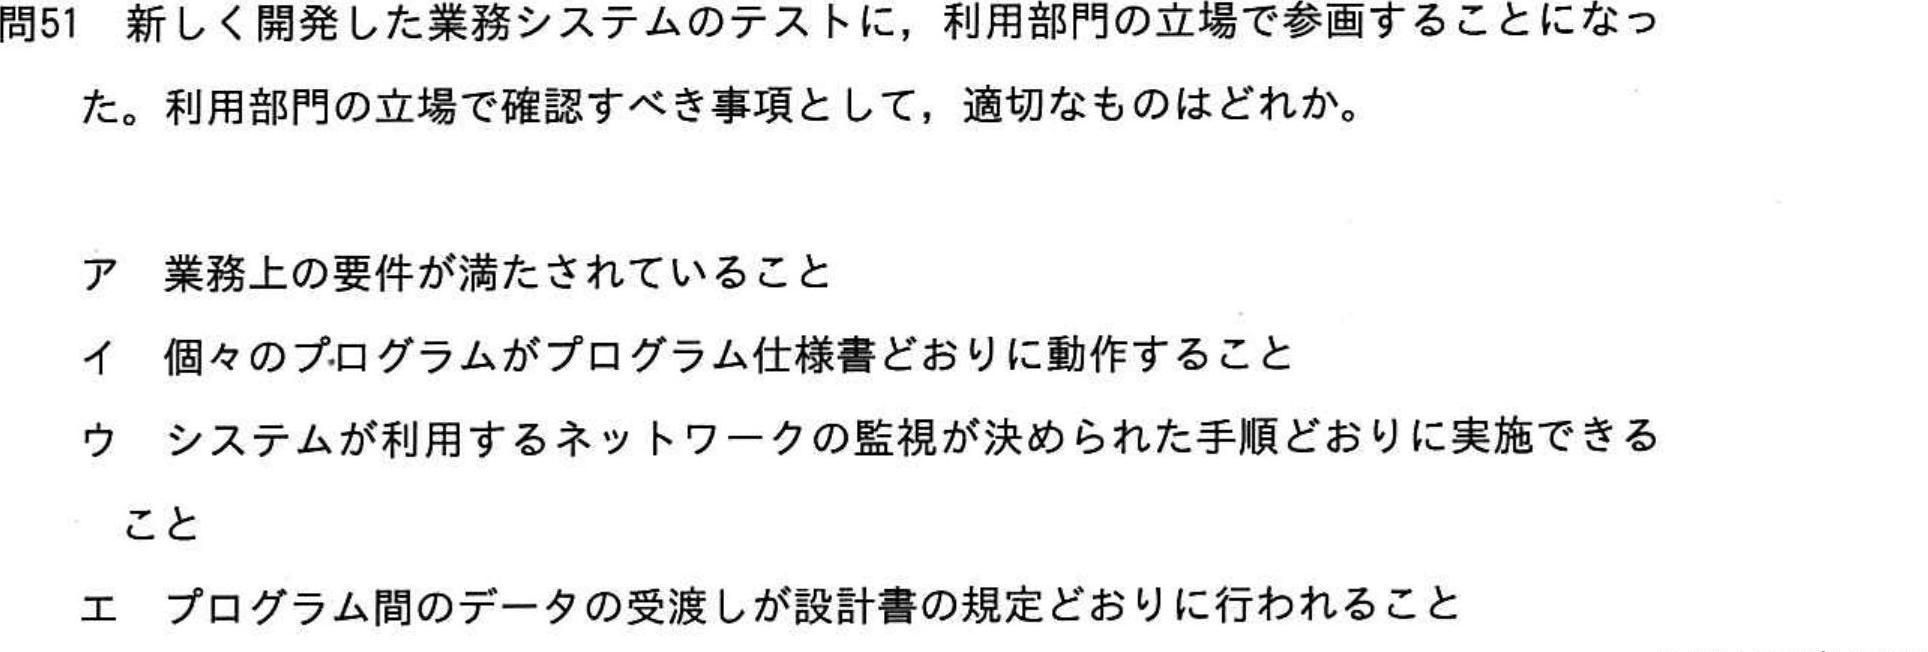 問51 新しく開発した業務システムのテストに，利用部門の立場で参画することになっ
た。利用部門の立場で確認すべき事項として，適切なものはどれか。
ア 業務上の要件が満たされていること
イ 個々のプログラムがプログラム仕様書どおりに動作すること
ウ システムが利用するネットワークの監視が決められた手順どおりに実施できる
こと
エ プログラム間のデータの受渡しが設計書の規定どおりに行われること